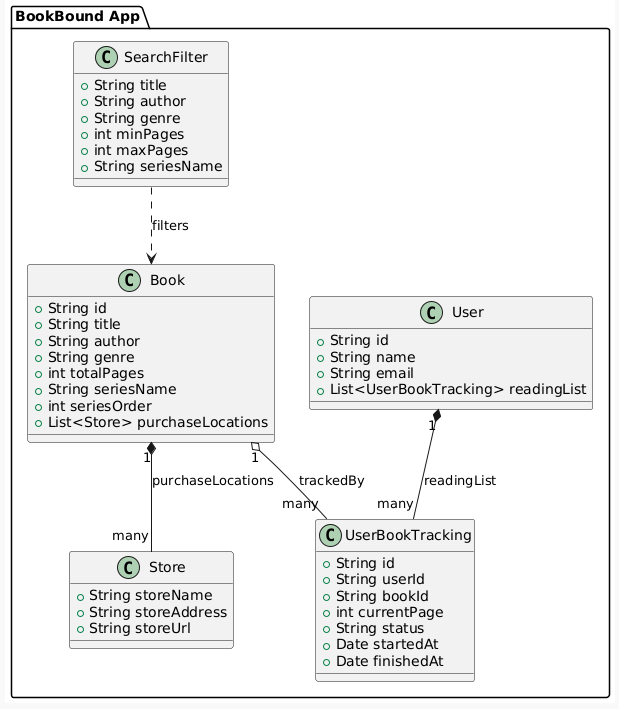 BookBound App
C SearchFilter
String title
String author
String genre
int minPages
int maxPages
String seriesName
filters
C Book
String id
String title
String author
String genre
int totalPages
String seriesName
int seriesOrder
List<Store> purchaseLocations
C User
String id
String name
String email
List<UserBookTracking> readingList
1
1
1
purchaseLocations
trackedBy
readingList
many
many
many
C Store
String storeName
String storeAddress
String storeUrl
C UserBookTracking
String id
String userId
String bookId
int currentPage
String status
Date startedAt
Date finishedAt